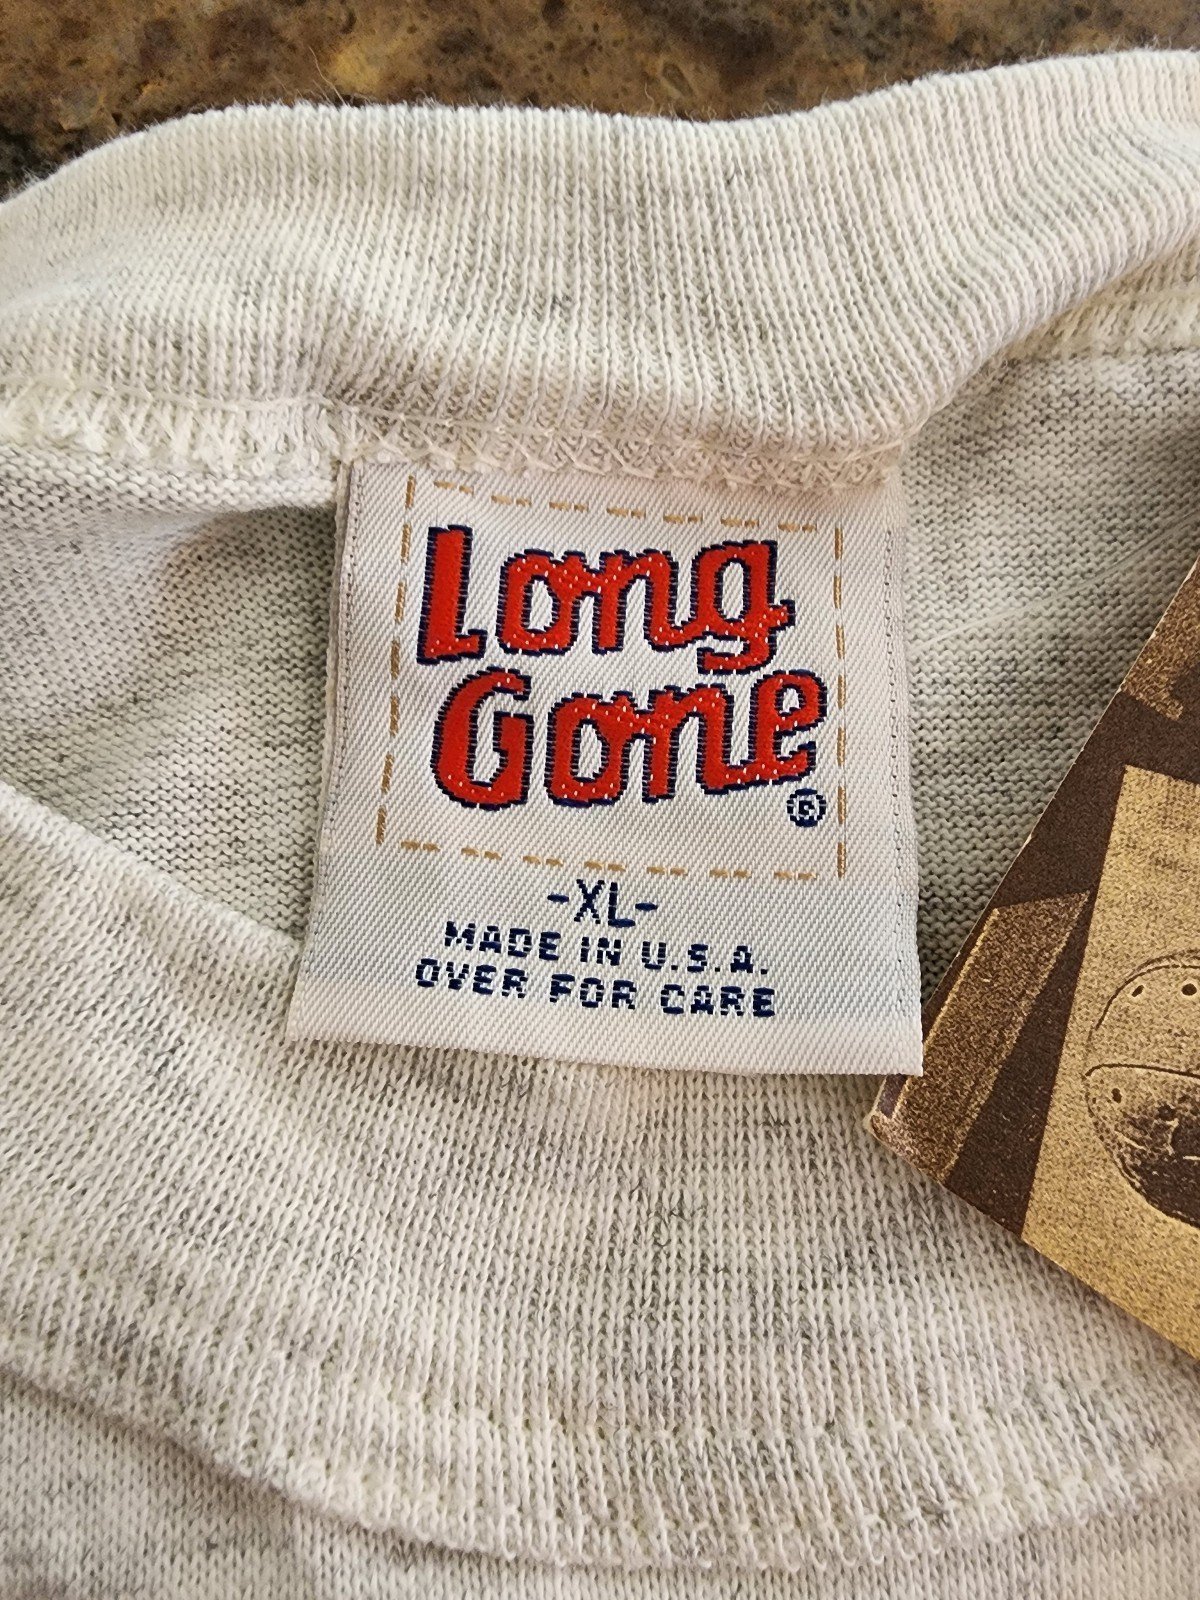 Long
Gone
®
-XL-
MADE IN U.S.A.
OVER FOR CARE